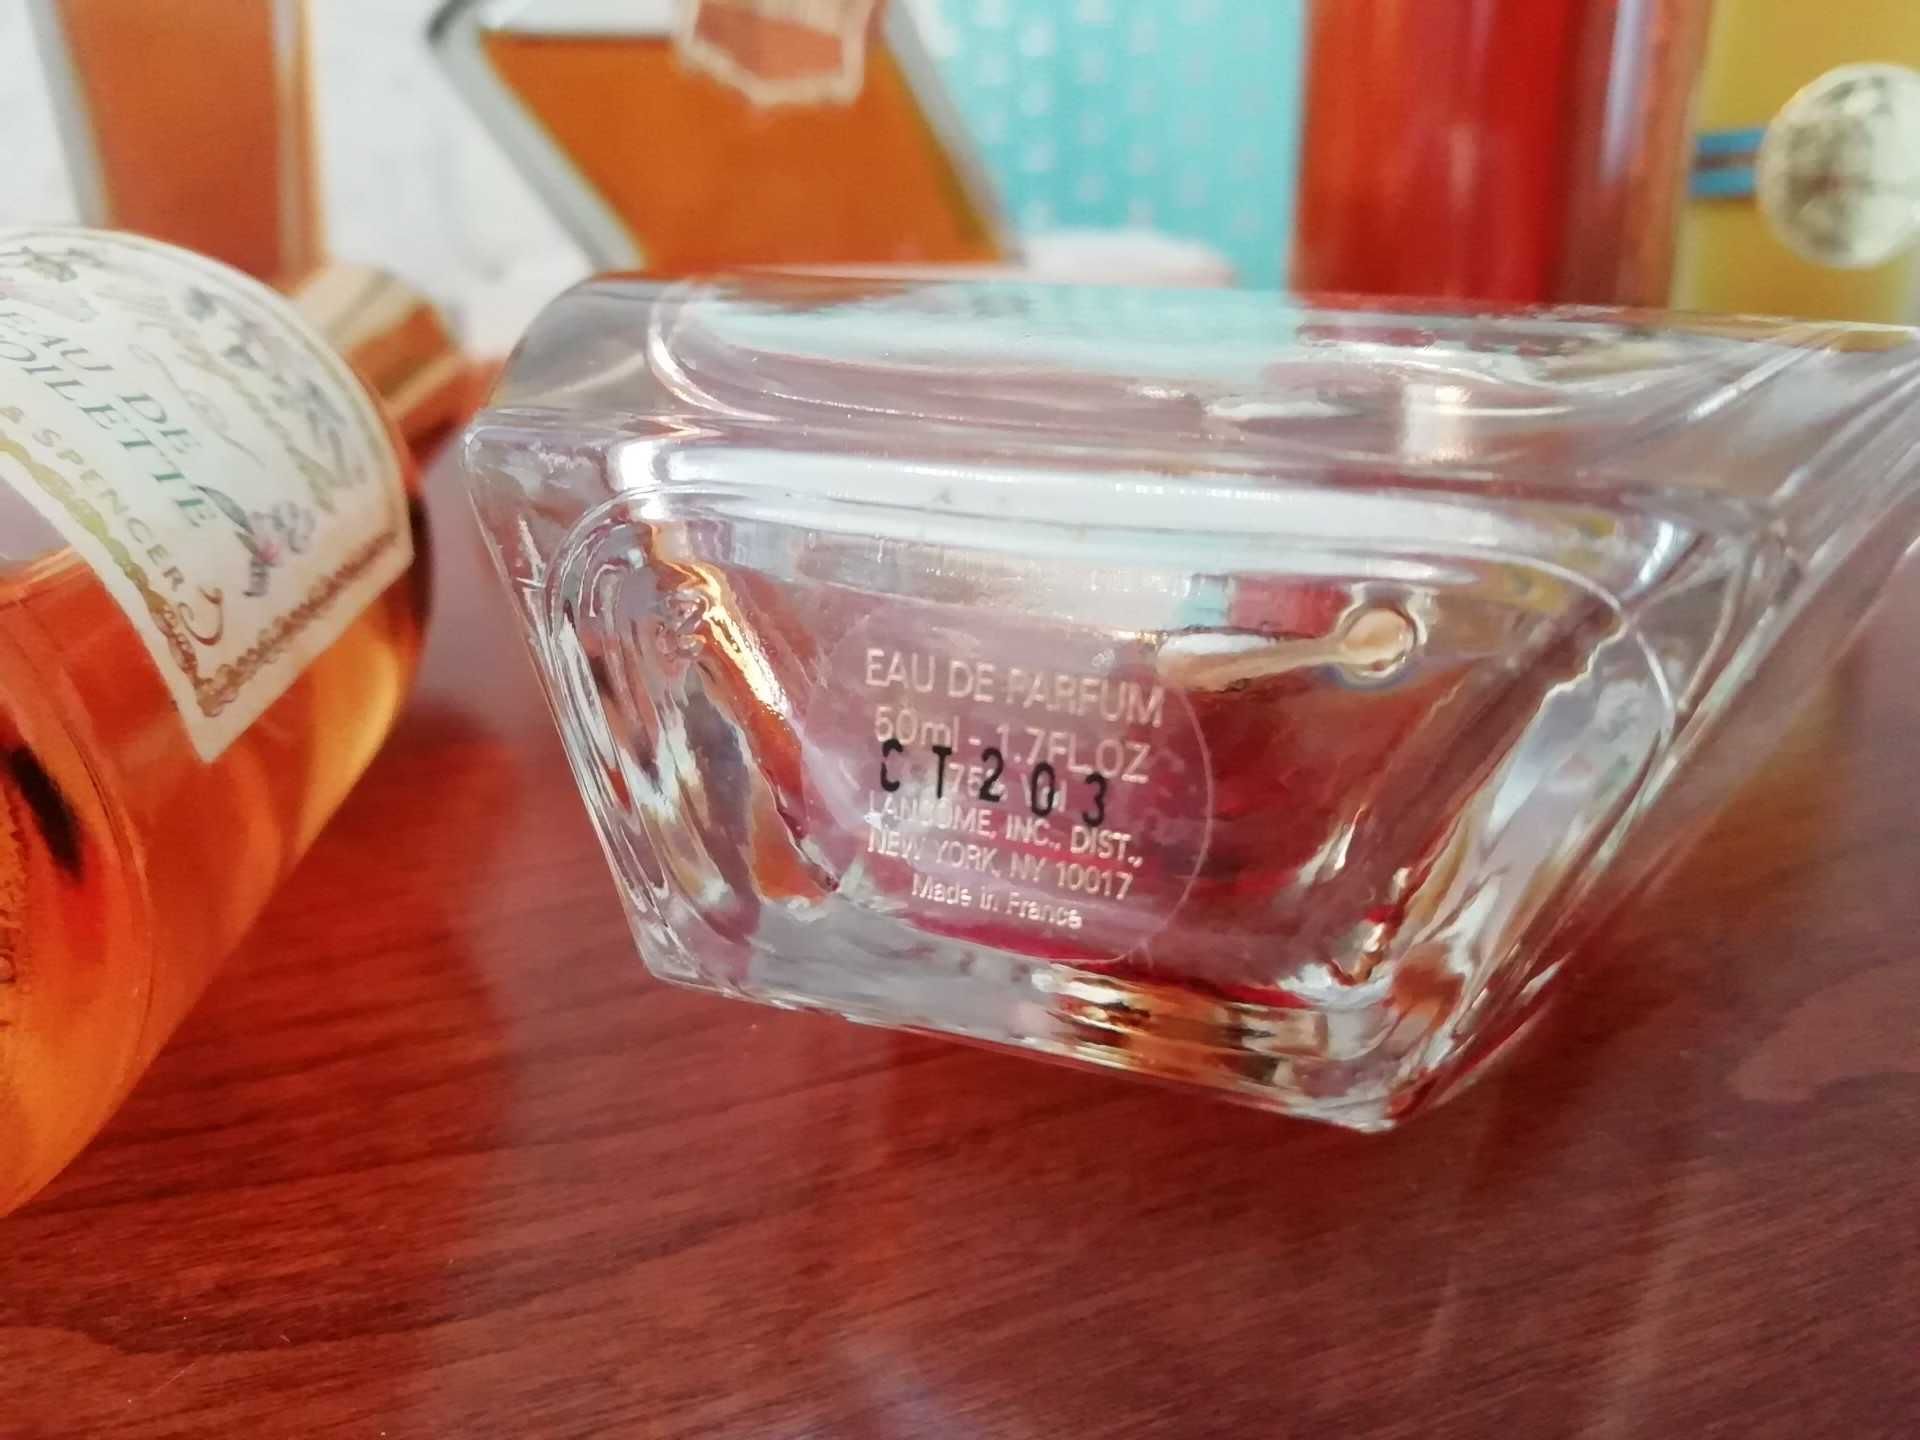 EAU DE
TOILETTE
& SPENCER
EAU DE PARFUM
50ml - 1.7FL.OZ
CT203
LANCOME, INC., DIST.,
NEW YORK, NY 10017
Made in France